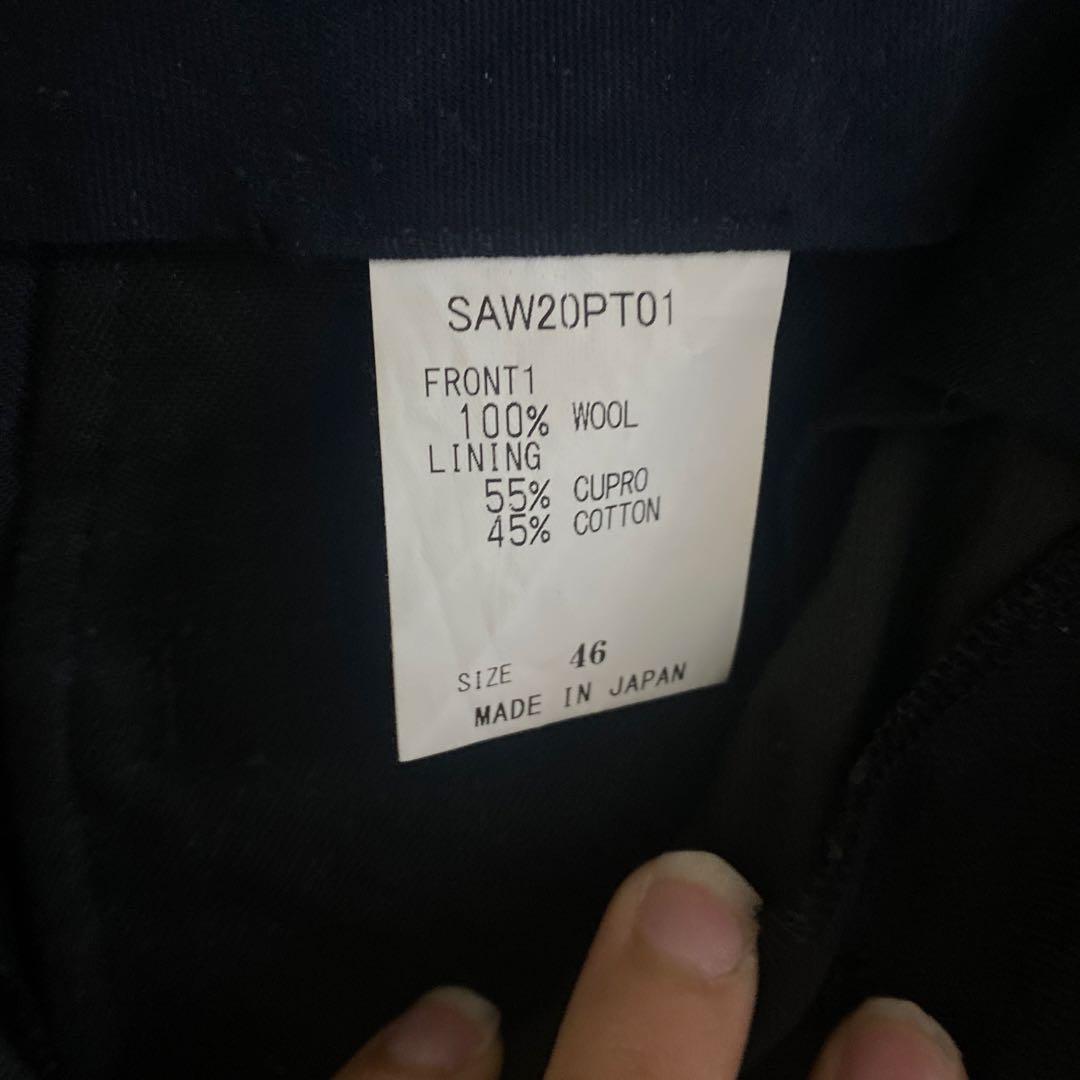 SAW20PT01
FRONT1
100% WOOL
LINING
55% CUPRO
45% COTTON
SIZE 46
MADE IN JAPAN